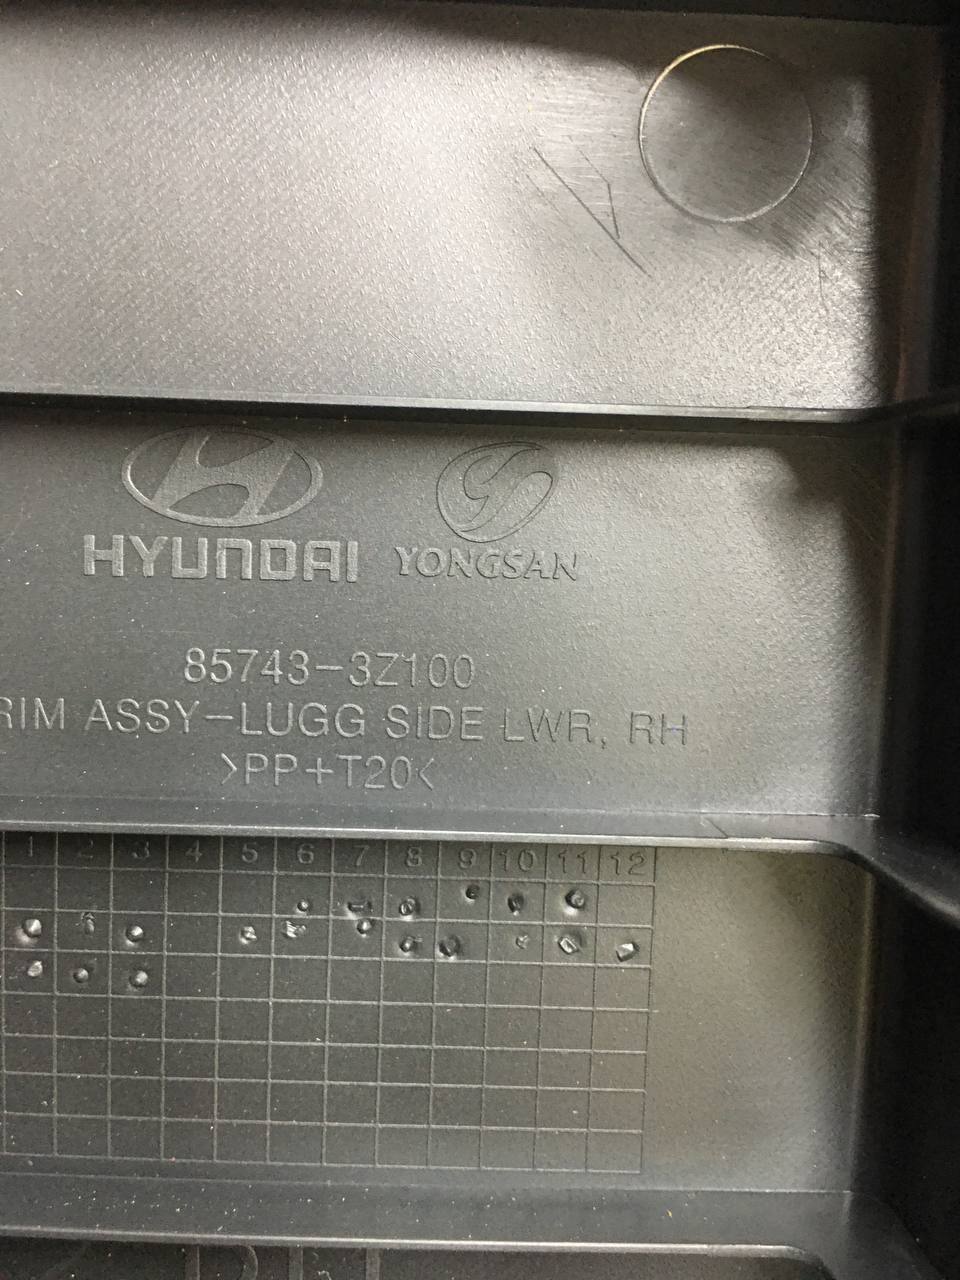 HYUNDAI YONGSAN
85743-3Z100
RIM ASSY-LUGG SIDE LWR, RH
>PP+T20<
1 2 3 4 5 6 7 8 9 10 11 12